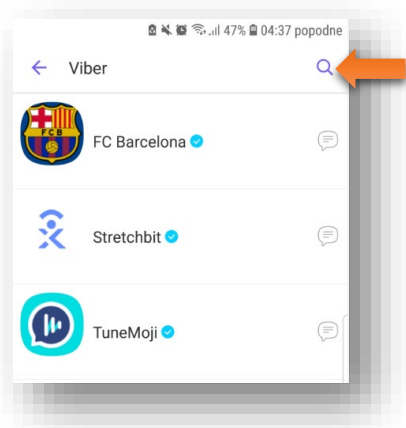 47% 04:37 popodne
Viber
FCB
FC Barcelona
Stretchbit
TuneMoji